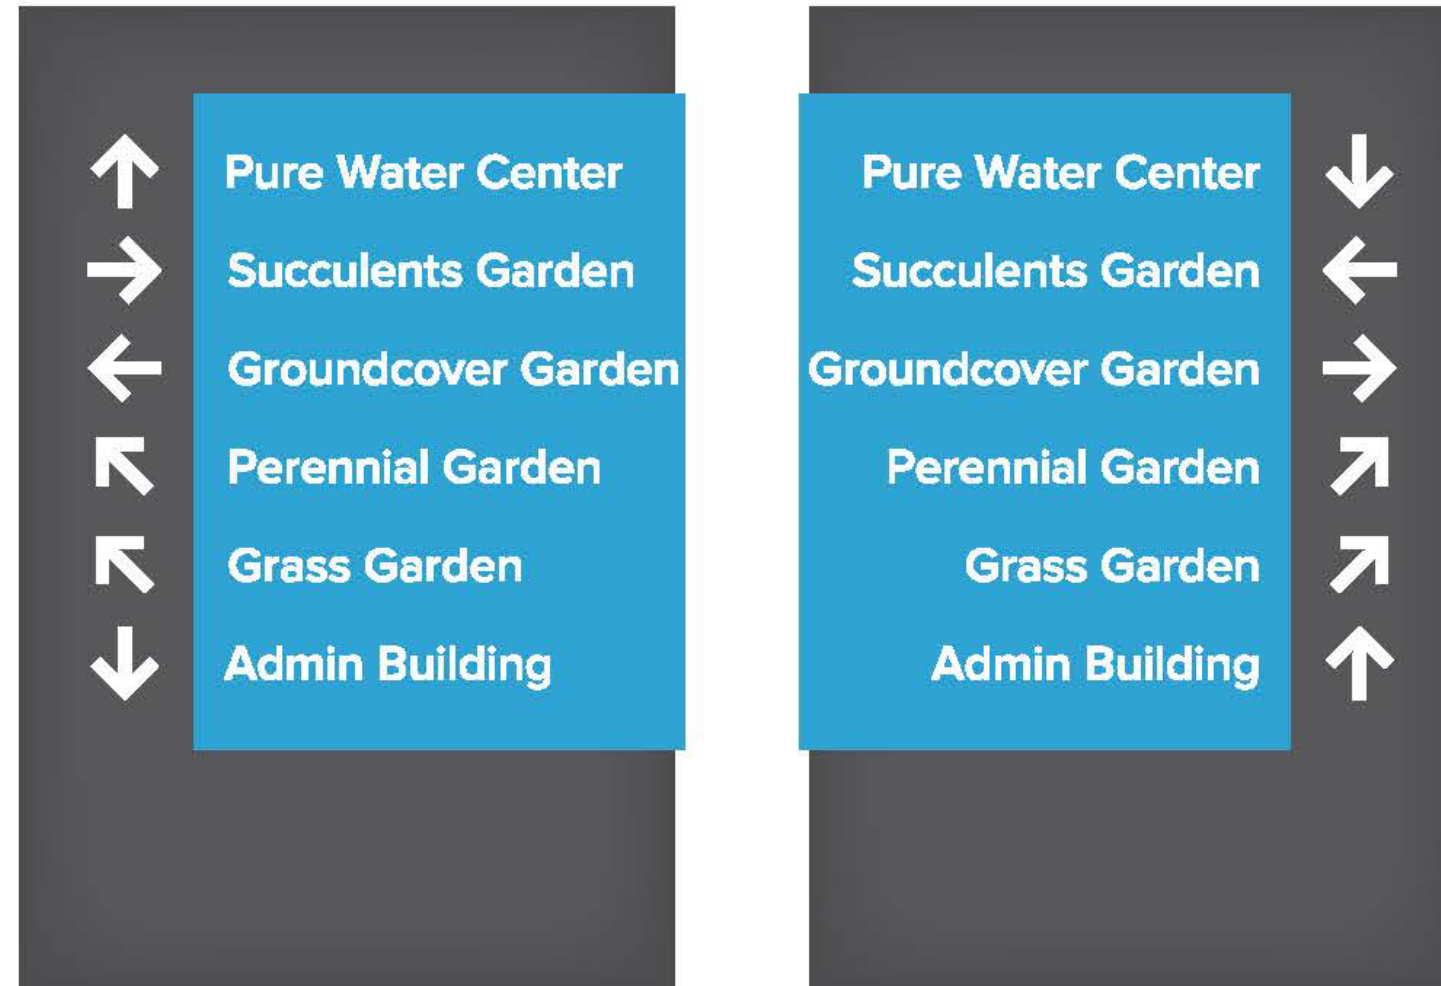 Pure Water Center
Succulents Garden
Groundcover Garden
Perennial Garden
Grass Garden
Admin Building
Pure Water Center
Succulents Garden
Groundcover Garden
Perennial Garden
Grass Garden
Admin Building